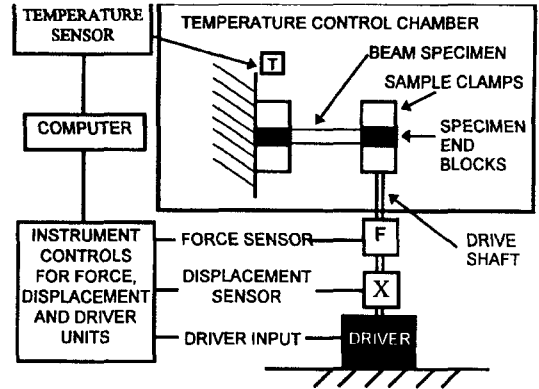 TEMPERATURE
SENSOR
TEMPERATURE CONTROL CHAMBER
BEAM SPECIMEN
T
SAMPLE CLAMPS
COMPUTER
SPECIMEN
END
BLOCKS
INSTRUMENT
CONTROLS
FOR FORCE,
DISPLACEMENT
AND DRIVER
UNITS
FORCE SENSOR
F
DRIVE
SHAFT
DISPLACEMENT
SENSOR
X
DRIVER INPUT
DRIVER